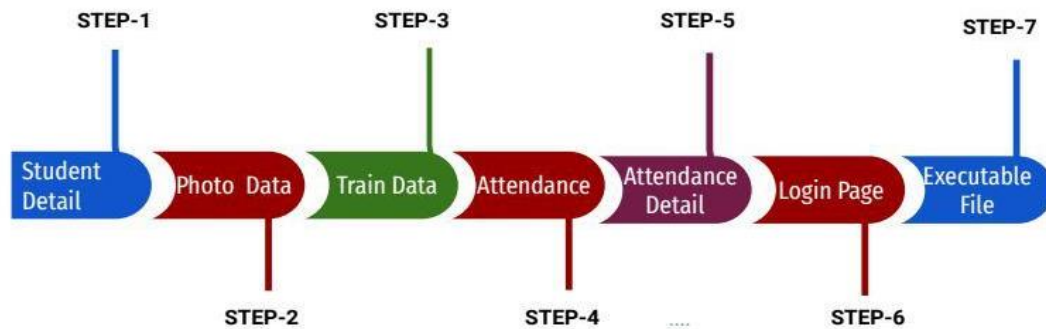 STEP-1
STEP-3
STEP-5
STEP-7
Student
Detail
Photo Data
Train Data
Attendance
Attendance
Detail
Login Page
Executable
File
STEP-2
STEP-4
....
STEP-6